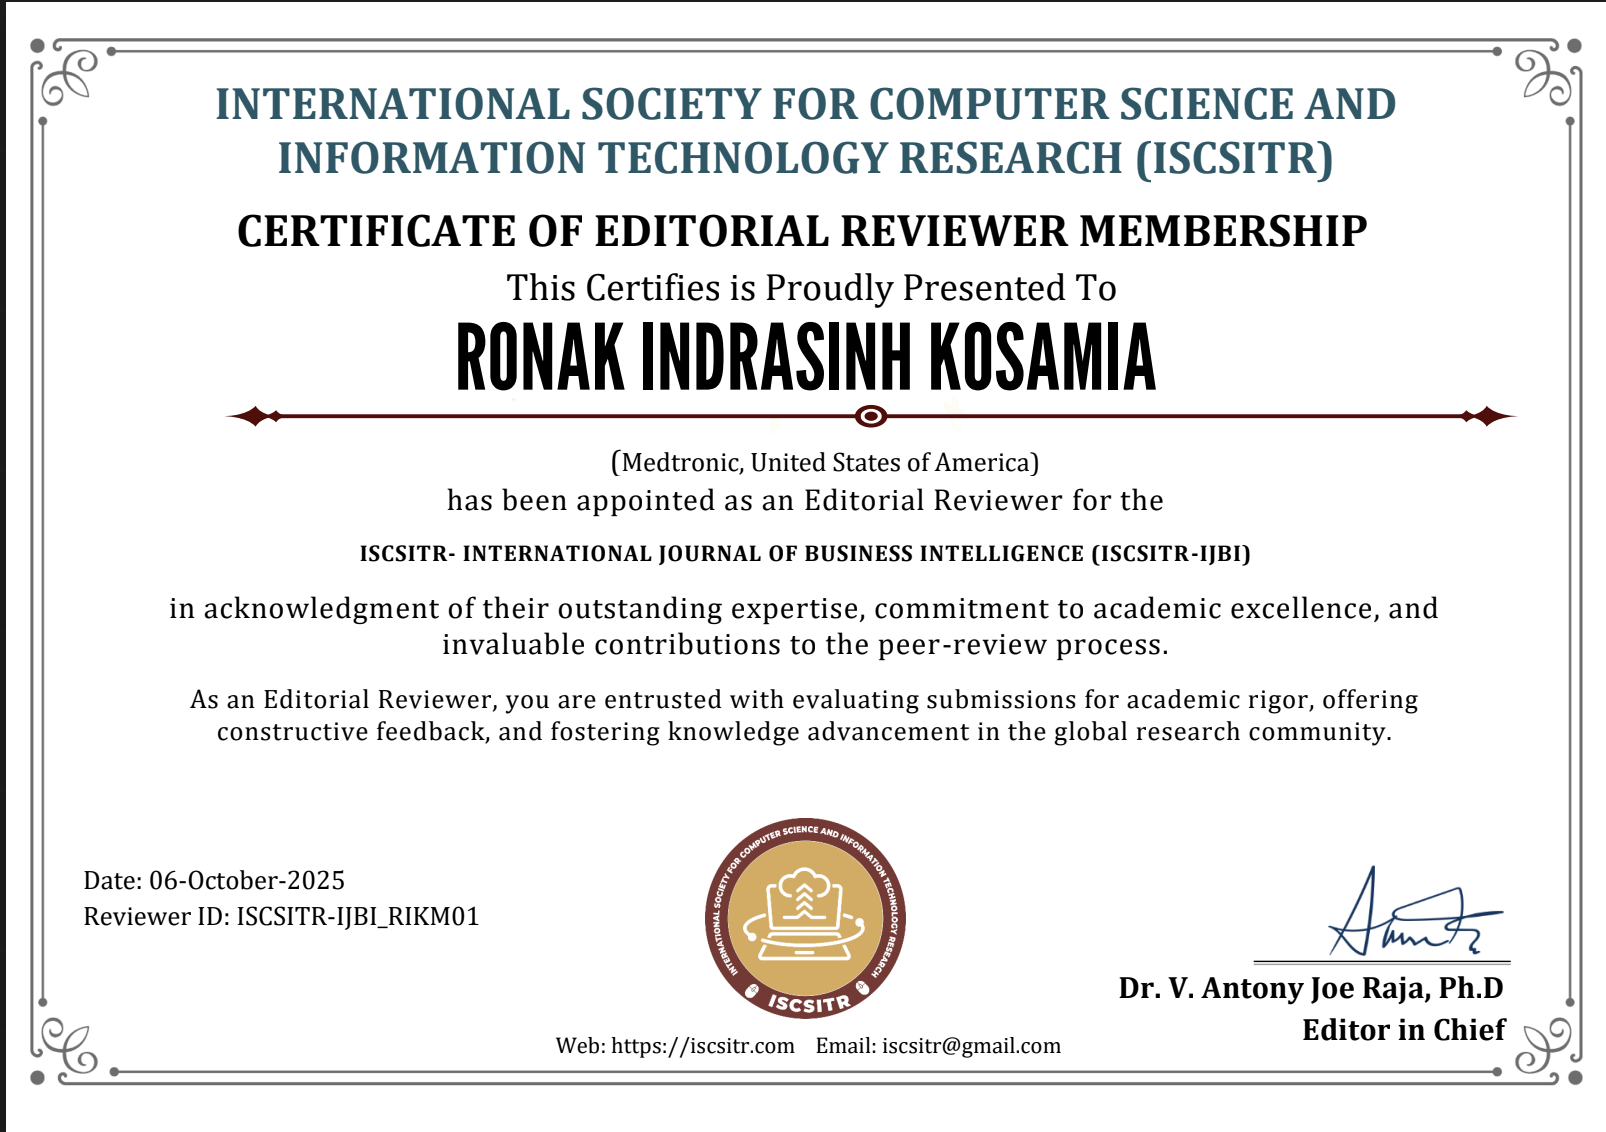 INTERNATIONAL SOCIETY FOR COMPUTER SCIENCE AND
INFORMATION TECHNOLOGY RESEARCH (ISCSITR)
CERTIFICATE OF EDITORIAL REVIEWER MEMBERSHIP
This Certifies is Proudly Presented To
RONAK INDRASINH KOSAMIA
(Medtronic, United States of America)
has been appointed as an Editorial Reviewer for the
ISCSITR- INTERNATIONAL JOURNAL OF BUSINESS INTELLIGENCE (ISCSITR-IJBI)
in acknowledgment of their outstanding expertise, commitment to academic excellence, and
invaluable contributions to the peer-review process.
As an Editorial Reviewer, you are entrusted with evaluating submissions for academic rigor, offering
constructive feedback, and fostering knowledge advancement in the global research community.
Date: 06-October-2025
Reviewer ID: ISCSITR-IJBI_RIKM01
INTERNATIONAL SOCIETY FOR COMPUTER SCIENCE AND INFORMATION TECHNOLOGY RESEARCH
ISCSITR
Dr. V. Antony Joe Raja, Ph.D
Editor in Chief
Web: https://iscsitr.com Email: iscsitr@gmail.com